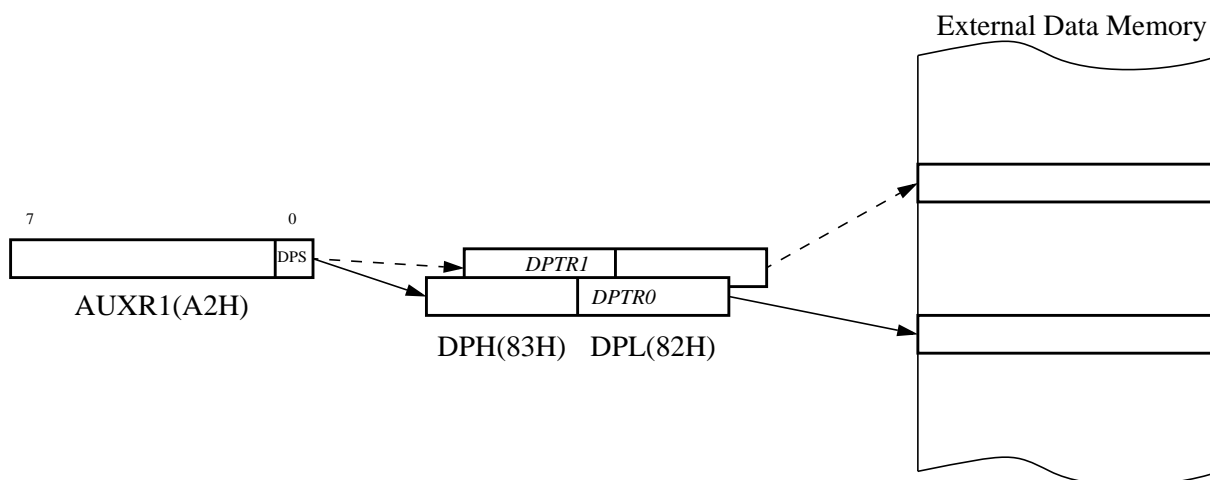 External Data Memory
7
0
DPS
DPTR1
DPTR0
AUXR1(A2H)
DPH(83H) DPL(82H)